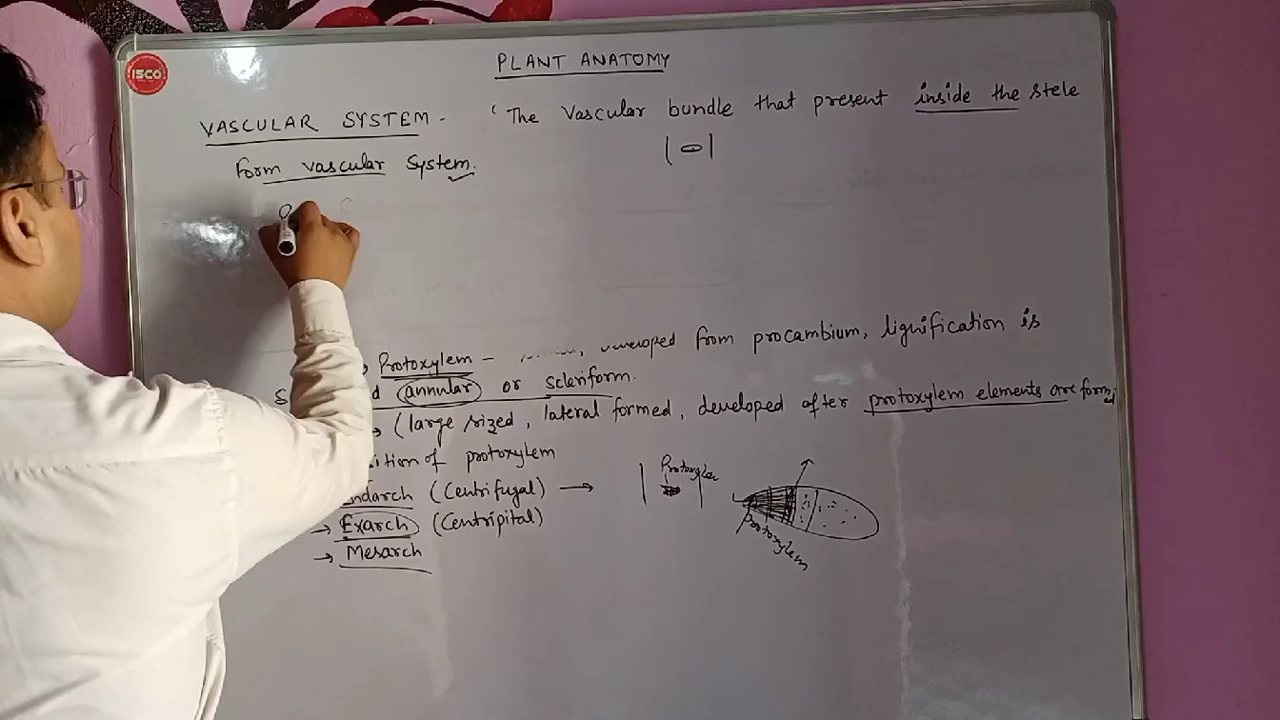 ISCO
PLANT ANATOMY
VASCULAR SYSTEM - ' The Vascular bundle that present inside the stele
Form vascular system.
→ Protoxylem - developed from procambium, lignification is
annular or scleriform.
→ (large sized, lateral formed, developed after protoxylem elements are form
of protoxylem
Endarch (Centrifugal) →
→ Exarch (Centripital)
→ Mesarch
Protoxylem
Protoxylem